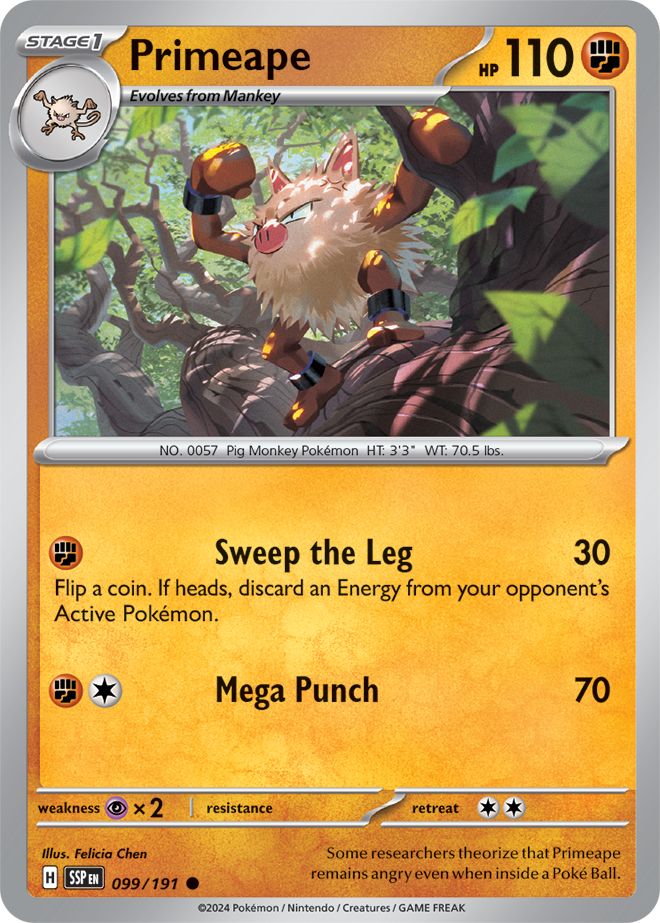 STAGE1
Primeape
HP 110
Evolves from Mankey
NO. 0057 Pig Monkey Pokémon HT: 3'3" WT: 70.5 lbs.
Sweep the Leg 30
Flip a coin. If heads, discard an Energy from your opponent's
Active Pokémon.
Mega Punch 70
weakness ×2 resistance retreat
Illus. Felicia Chen
Some researchers theorize that Primeape
remains angry even when inside a Poké Ball.
H SSP EN 099/191
©2024 Pokémon / Nintendo / Creatures / GAME FREAK